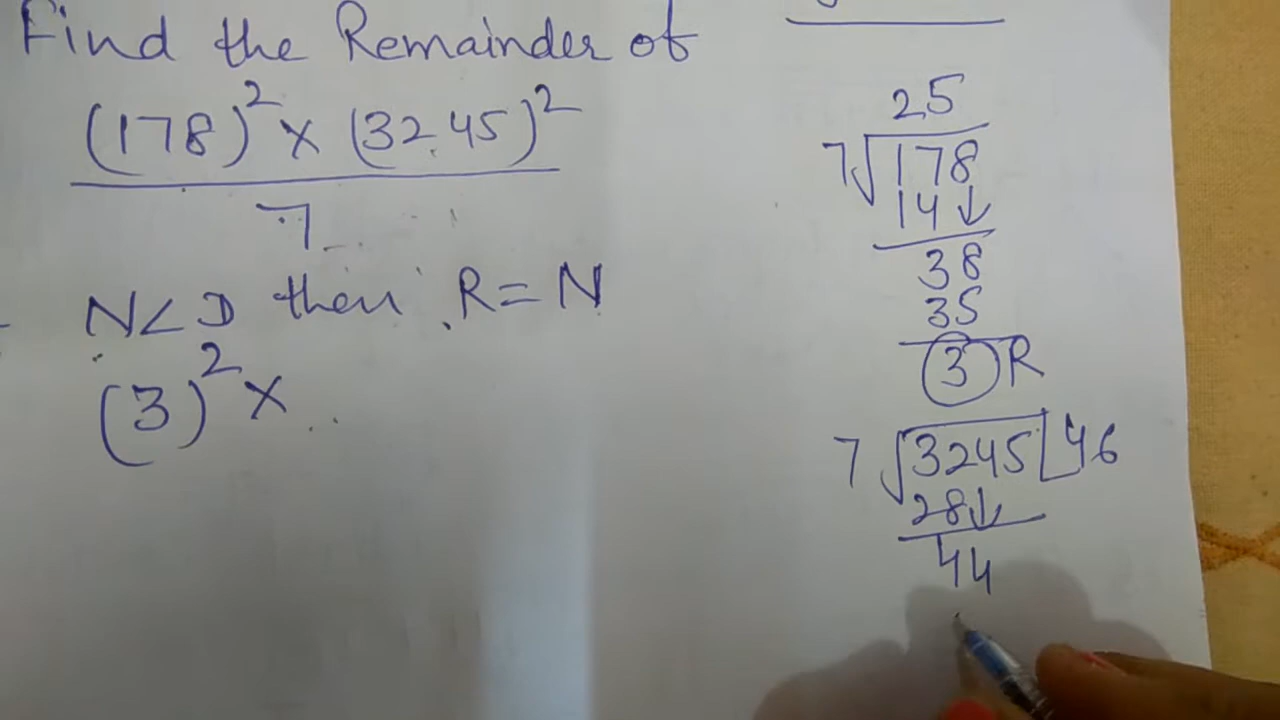 Find the Remainder of
(178)² × (3245)²
7
N<D then R=N
(3)² ×
25
7√178
14↓
38
35
3 R
7√3245 46
28↓
44